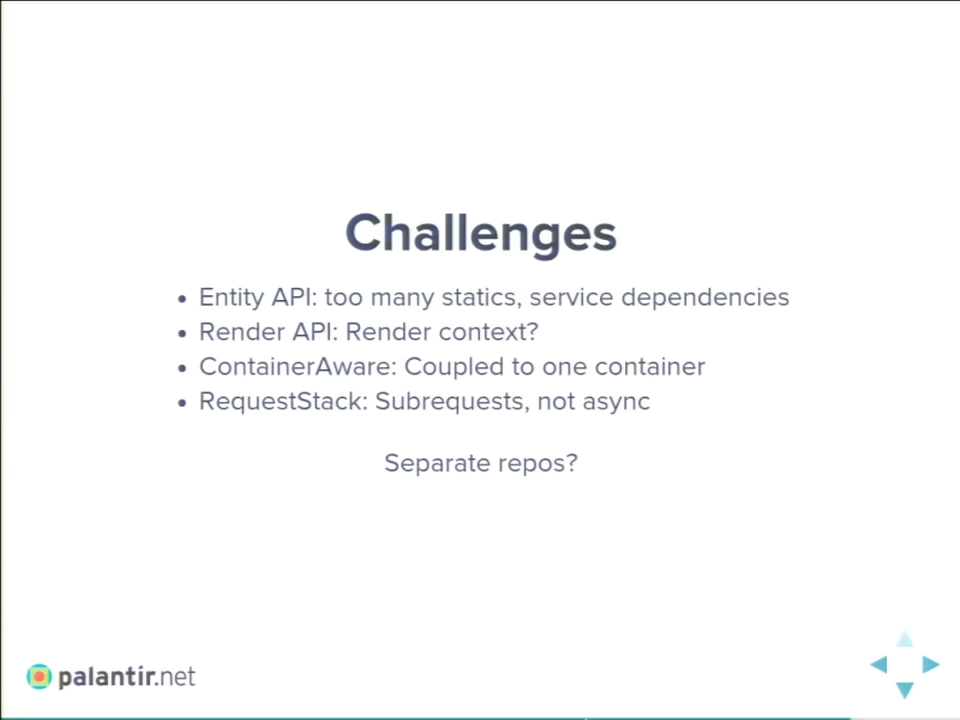 Challenges
• Entity API: too many statics, service dependencies
• Render API: Render context?
• ContainerAware: Coupled to one container
• RequestStack: Subrequests, not async
Separate repos?
palantir.net